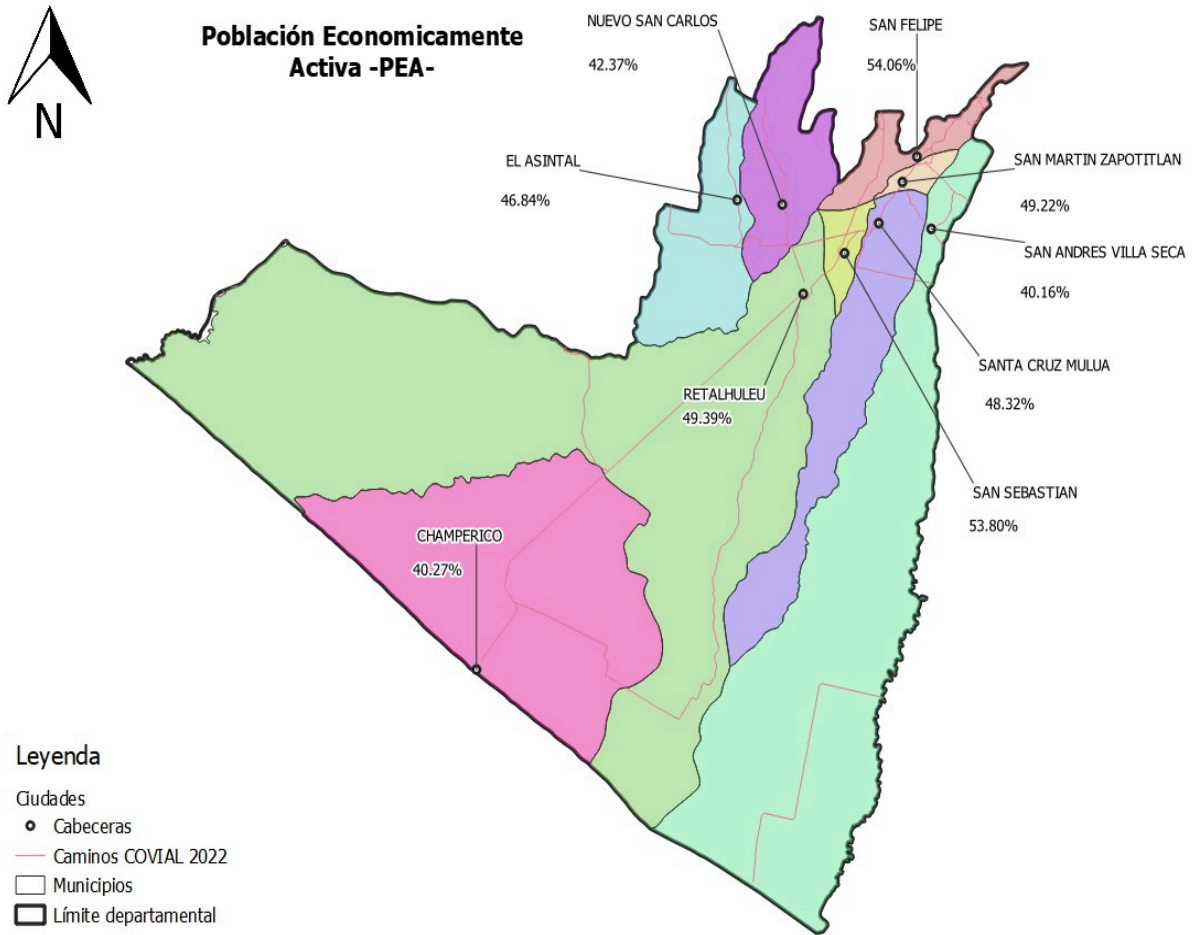 Población Economicamente
Activa -PEA-
N
NUEVO SAN CARLOS
42.37%
SAN FELIPE
54.06%
EL ASINTAL
46.84%
SAN MARTIN ZAPOTITLAN
49.22%
SAN ANDRES VILLA SECA
40.16%
SANTA CRUZ MULUA
48.32%
RETALHULEU
49.39%
SAN SEBASTIAN
53.80%
CHAMPERICO
40.27%
Leyenda
Ciudades
Cabeceras
Caminos COVIAL 2022
Municipios
Límite departamental